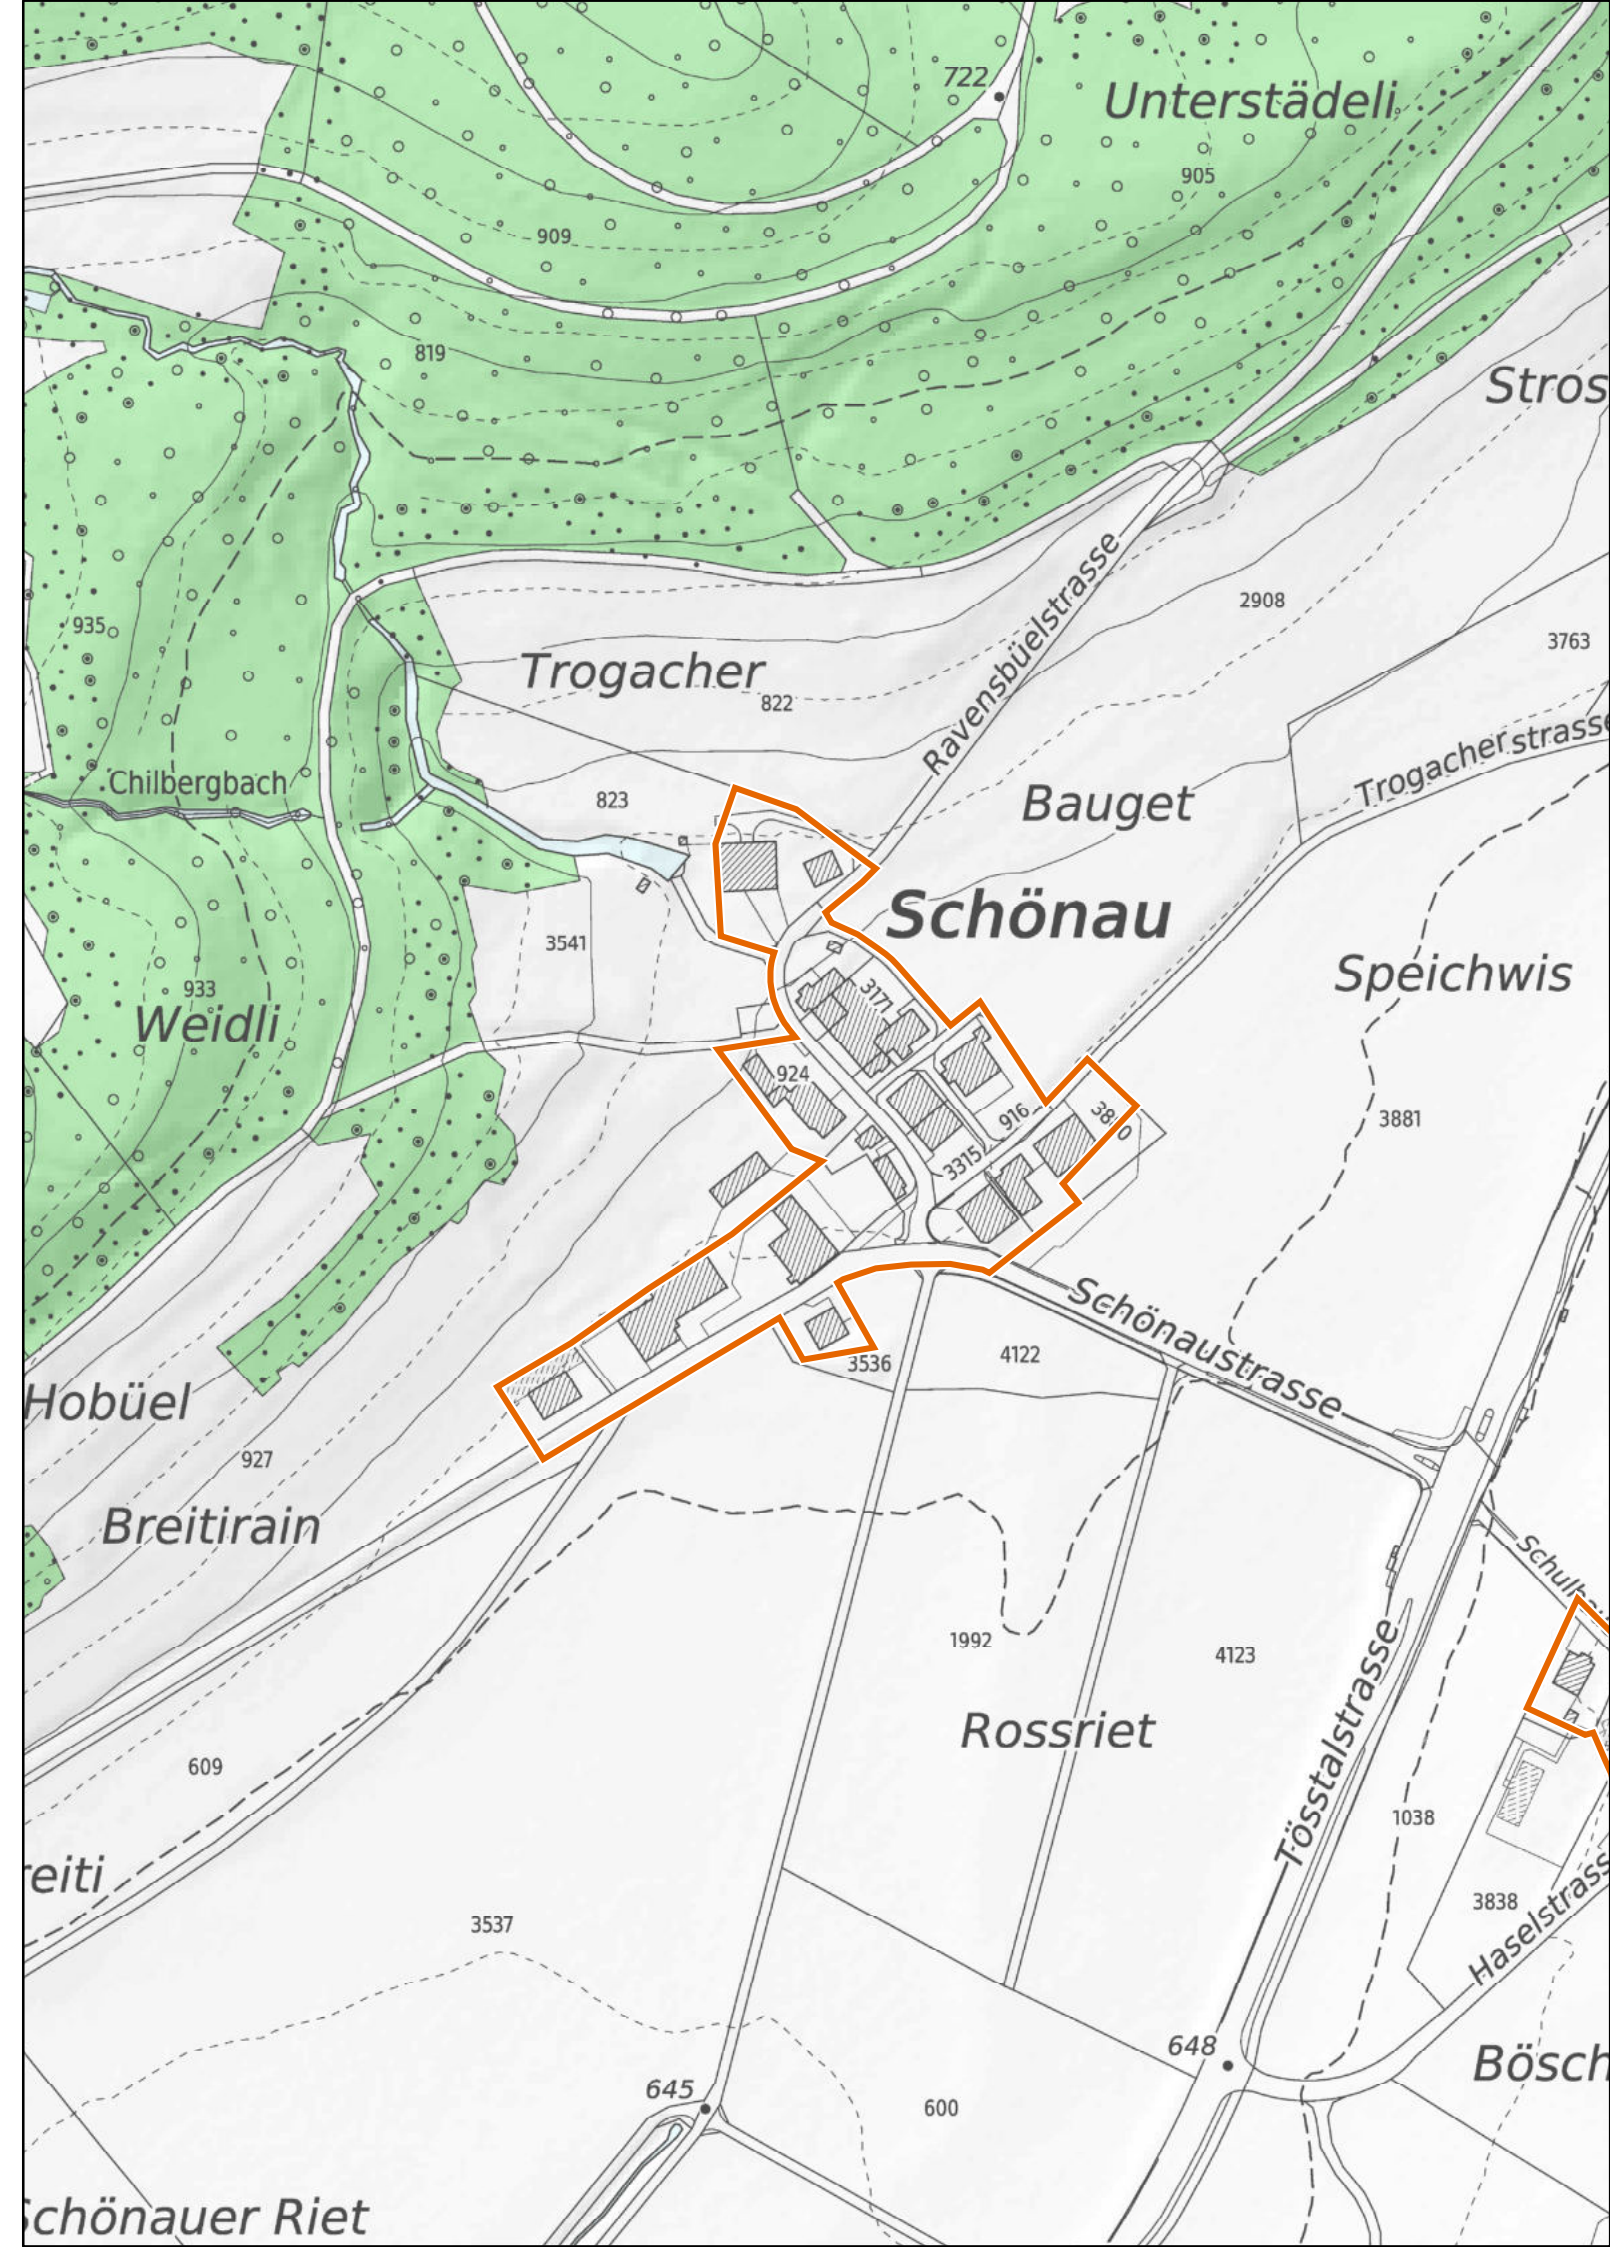 722
Unterstädeli
905
909
819
Stros
Ravensbüelstrasse
2908
935
3763
Trogacher
822
Trogacherstrasse
Chilbergbach
823
Bauget
Schönau
3541
Speichwis
933
3171
Weidli
924
916
3881
3315
Schönaustrasse
3536
4122
Hobüel
927
Breitirain
1992
4123
Rossriet
Tösstalstrasse
609
1038
reiti
3838
3537
Haselstrass
648
Bösch
645
600
Schönauer Riet